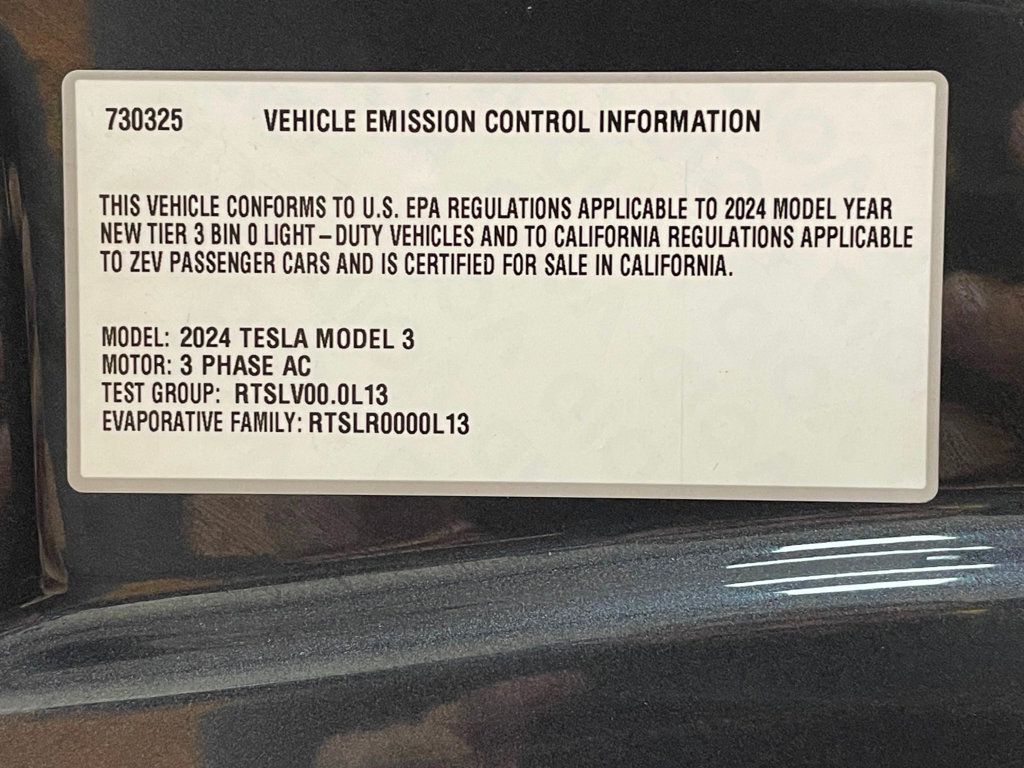 730325 VEHICLE EMISSION CONTROL INFORMATION
THIS VEHICLE CONFORMS TO U.S. EPA REGULATIONS APPLICABLE TO 2024 MODEL YEAR
NEW TIER 3 BIN 0 LIGHT–DUTY VEHICLES AND TO CALIFORNIA REGULATIONS APPLICABLE
TO ZEV PASSENGER CARS AND IS CERTIFIED FOR SALE IN CALIFORNIA.
MODEL: 2024 TESLA MODEL 3
MOTOR: 3 PHASE AC
TEST GROUP: RTSLV00.0L13
EVAPORATIVE FAMILY: RTSLR0000L13